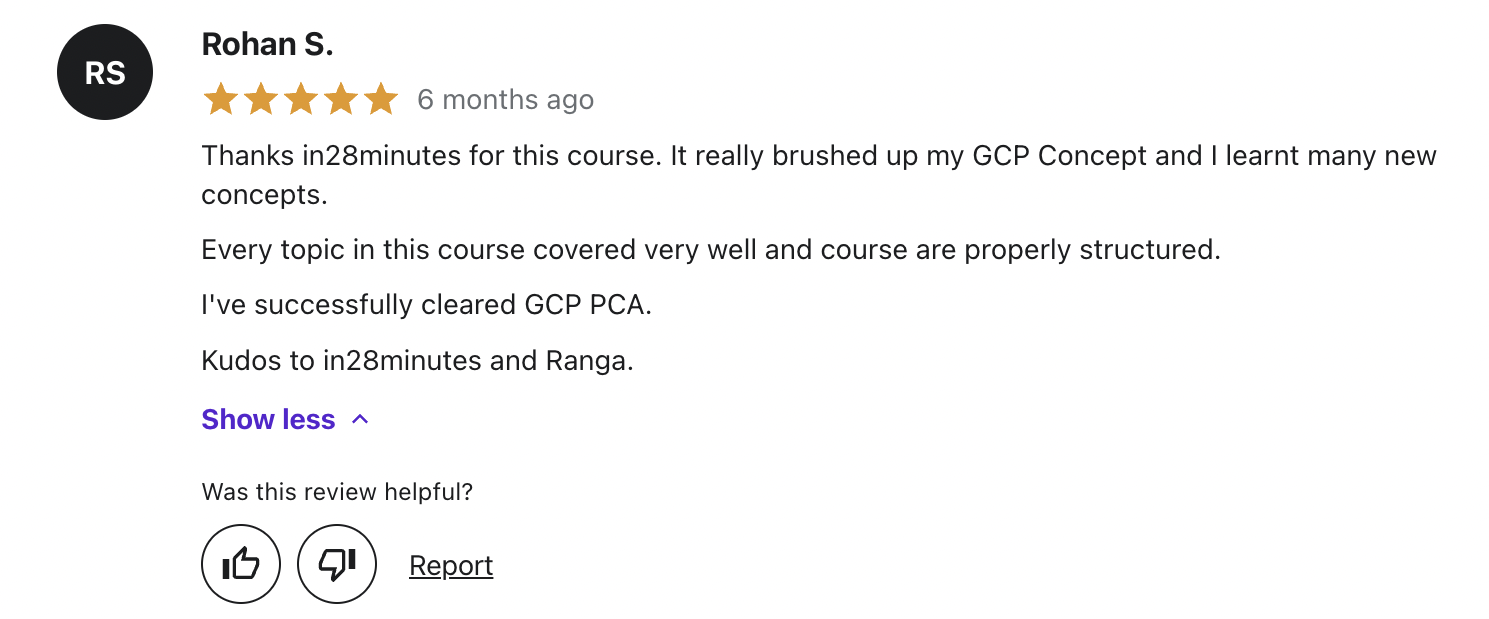 RS
Rohan S.
6 months ago
Thanks in28minutes for this course. It really brushed up my GCP Concept and I learnt many new
concepts.
Every topic in this course covered very well and course are properly structured.
I've successfully cleared GCP PCA.
Kudos to in28minutes and Ranga.
Show less
Was this review helpful?
Report